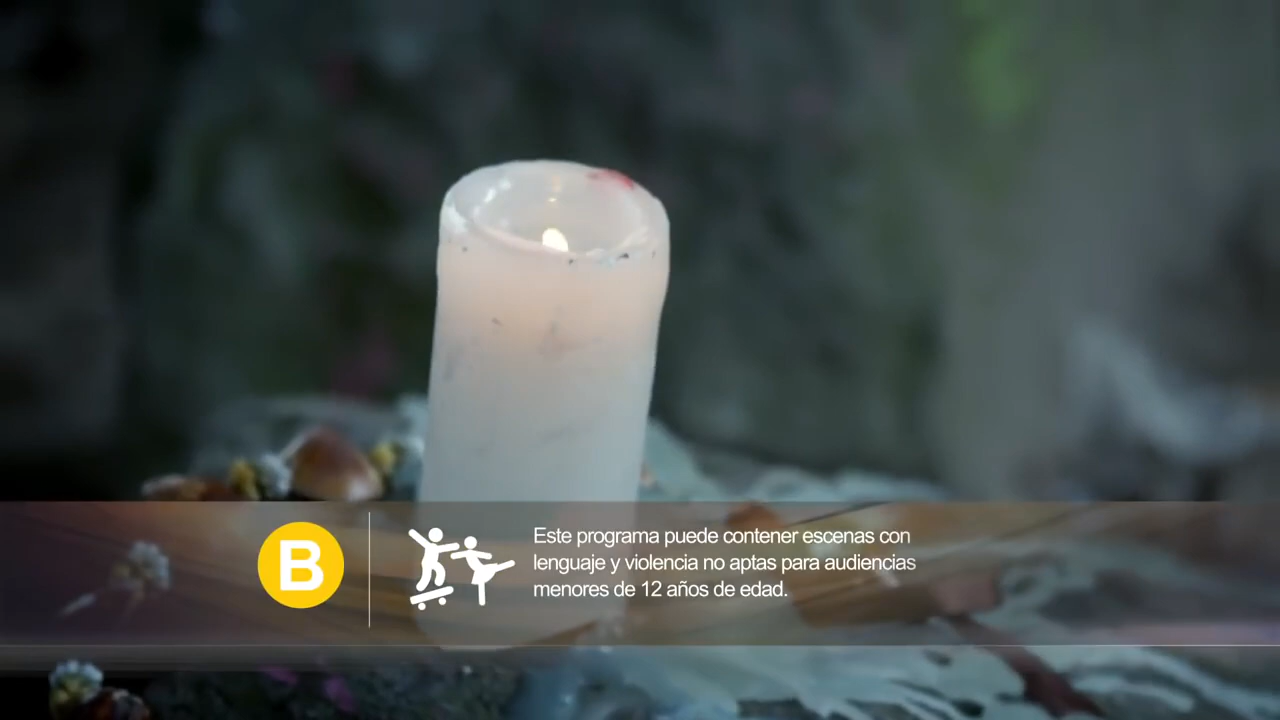 B
Este programa puede contener escenas con
lenguaje y violencia no aptas para audiencias
menores de 12 años de edad.